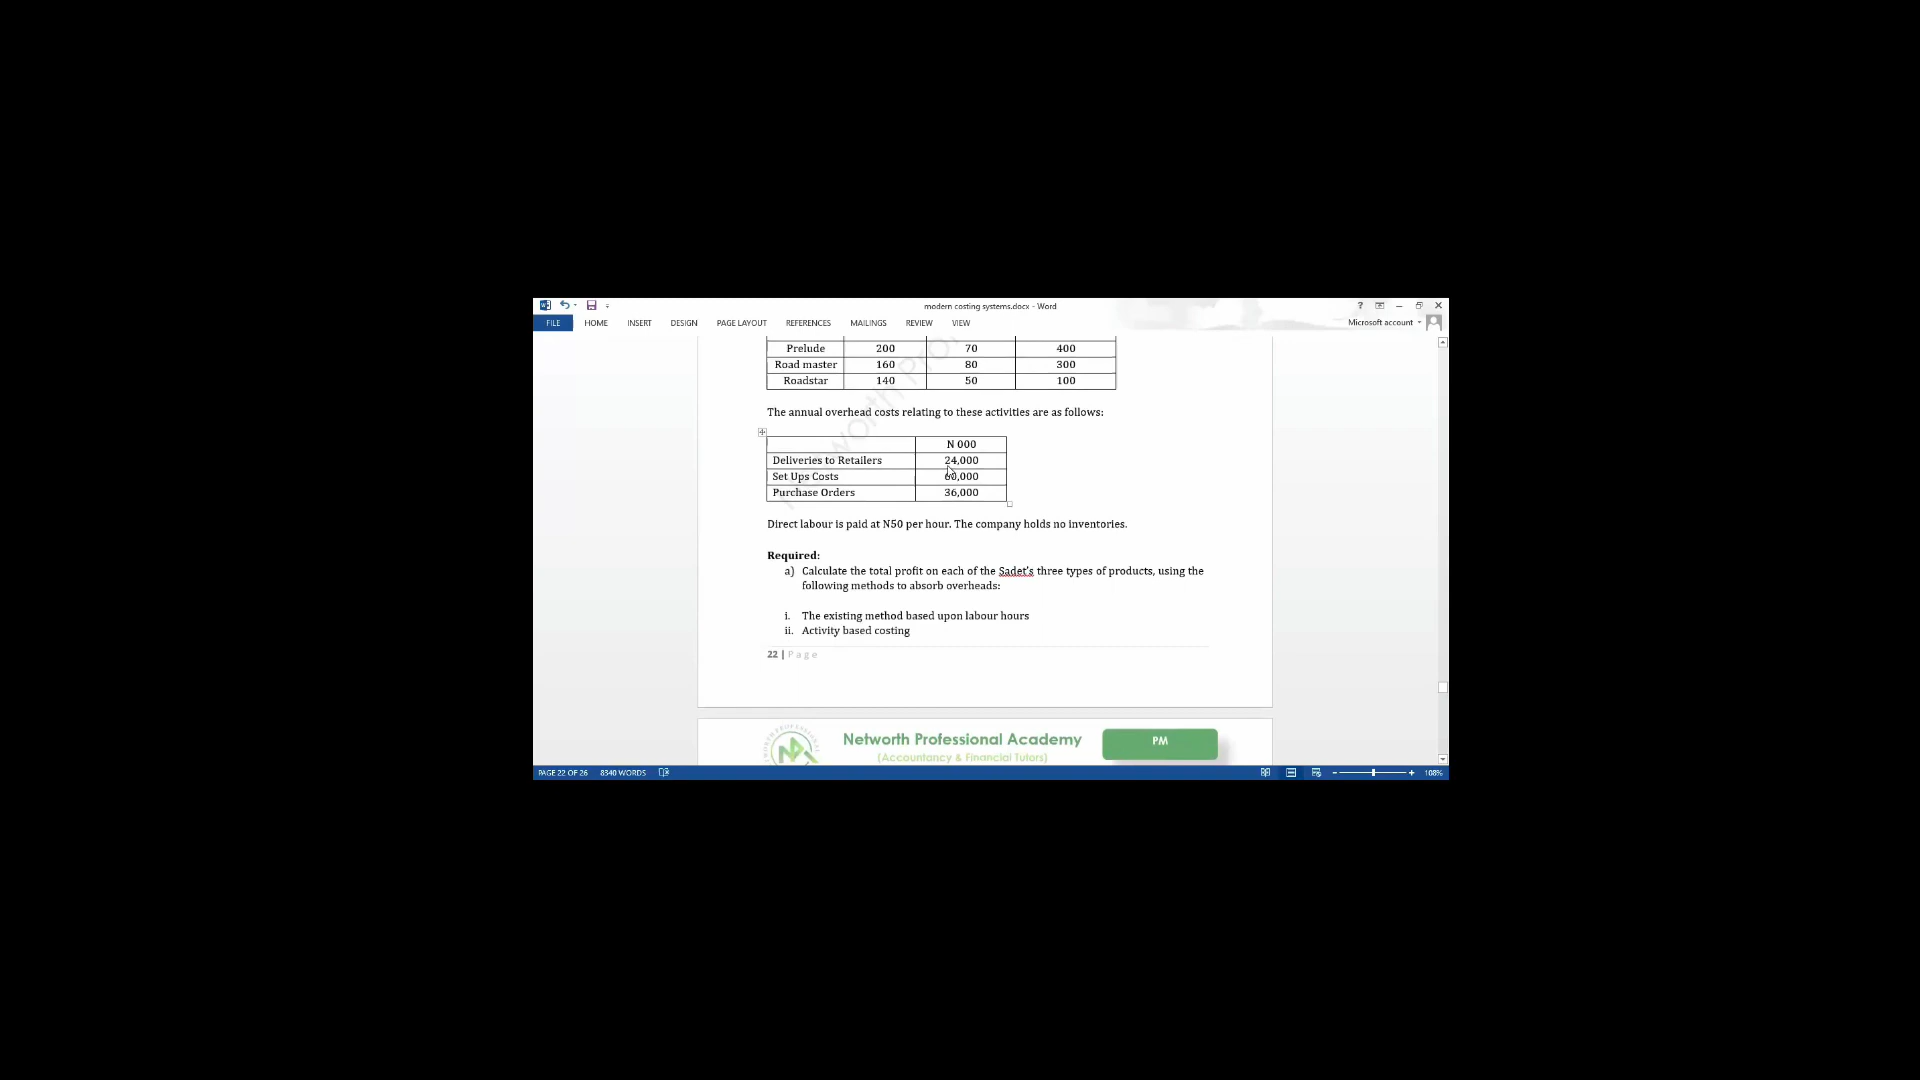 modern costing systems.docx - Word
FILE HOME INSERT DESIGN PAGE LAYOUT REFERENCES MAILINGS REVIEW VIEW Microsoft account
Prelude 200 70 400
Road master 160 80 300
Roadstar 140 50 100
The annual overhead costs relating to these activities are as follows:
N 000
Deliveries to Retailers 24,000
Set Ups Costs 60,000
Purchase Orders 36,000
Direct labour is paid at N50 per hour. The company holds no inventories.
Required:
a) Calculate the total profit on each of the Sadet's three types of products, using the
following methods to absorb overheads:
i. The existing method based upon labour hours
ii. Activity based costing
22 | Page
Networth Professional Academy
PM
(Accountancy & Financial Tutors)
PAGE 22 OF 26 8340 WORDS 108%